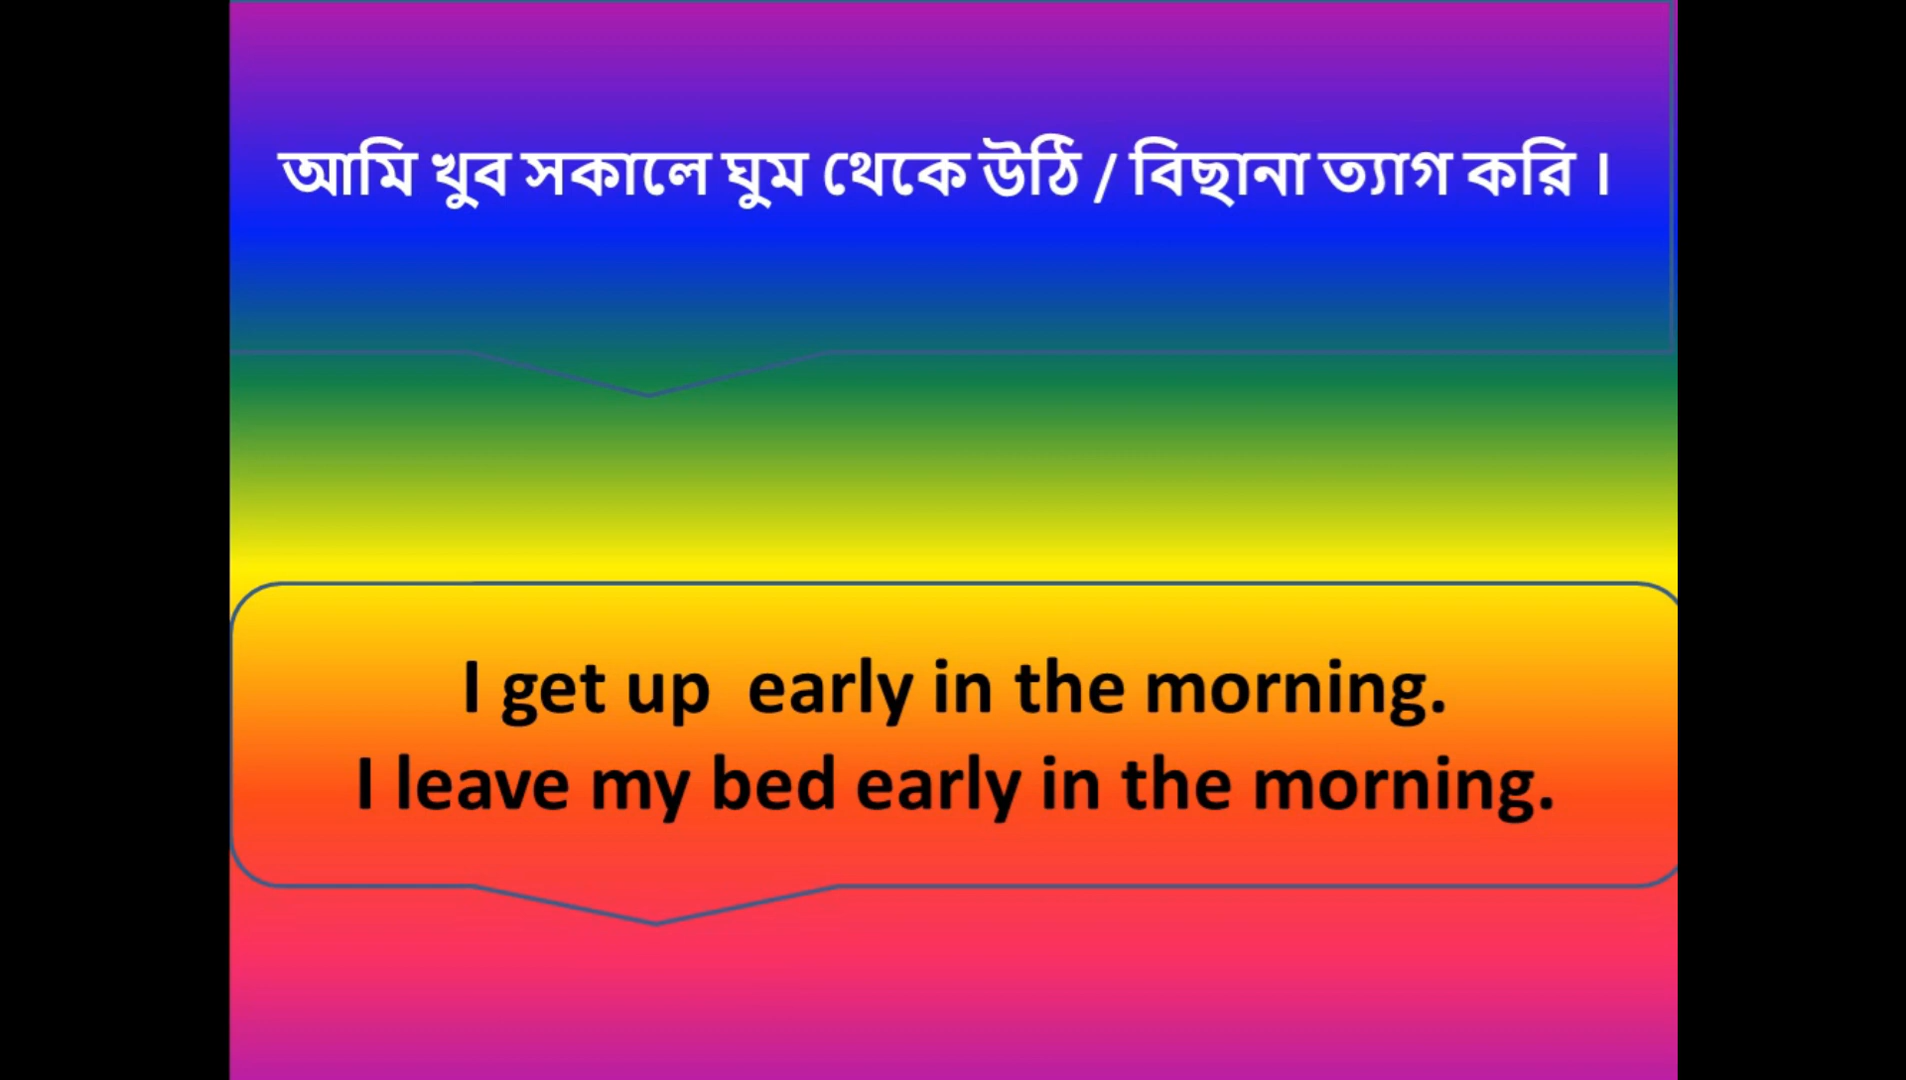 আমি খুব সকালে ঘুম থেকে উঠি / বিছানা ত্যাগ করি ।
I get up  early in the morning.
I leave my bed early in the morning.